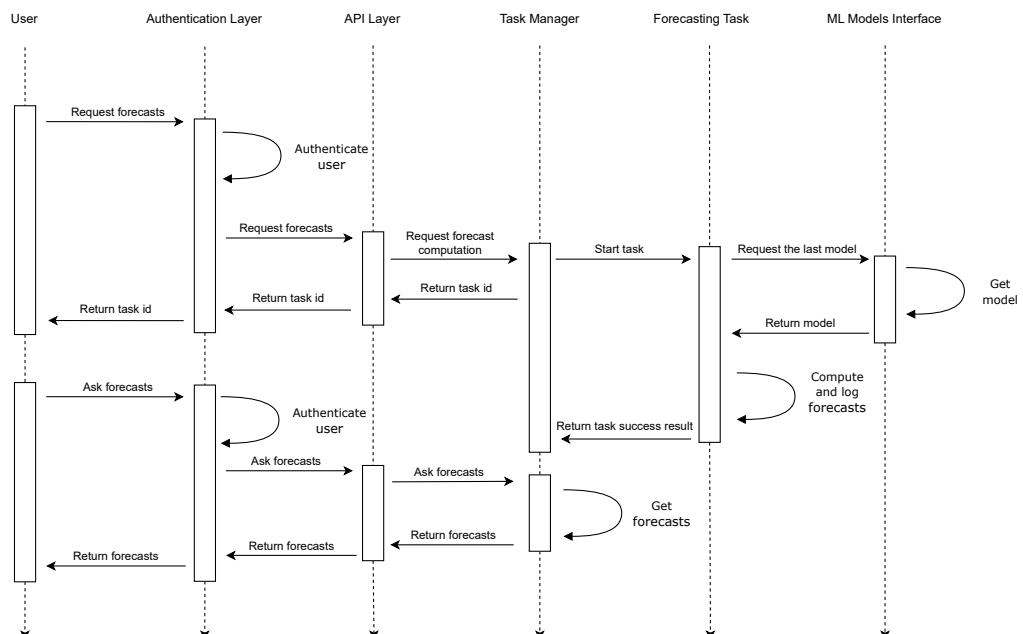 User
Authentication Layer
API Layer
Task Manager
Forecasting Task
ML Models Interface
Request forecasts
Authenticate
user
Request forecasts
Request forecast
computation
Start task
Request the last model
Get
model
Return task id
Return task id
Return task id
Return model
Compute
and log
forecasts
Ask forecasts
Authenticate
user
Return task success result
Ask forecasts
Ask forecasts
Get
forecasts
Return forecasts
Return forecasts
Return forecasts